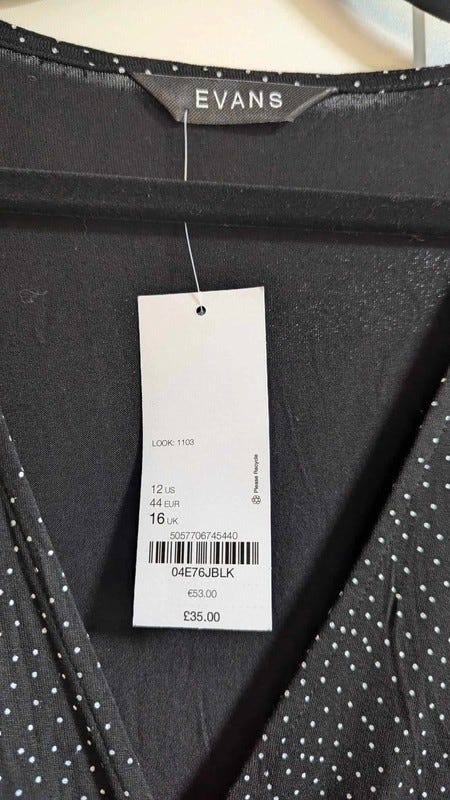 EVANS
LOOK: 1103
Please Recycle
12 US
44 EUR
16 UK
5057706745440
04E76JBLK
€53.00
£35.00